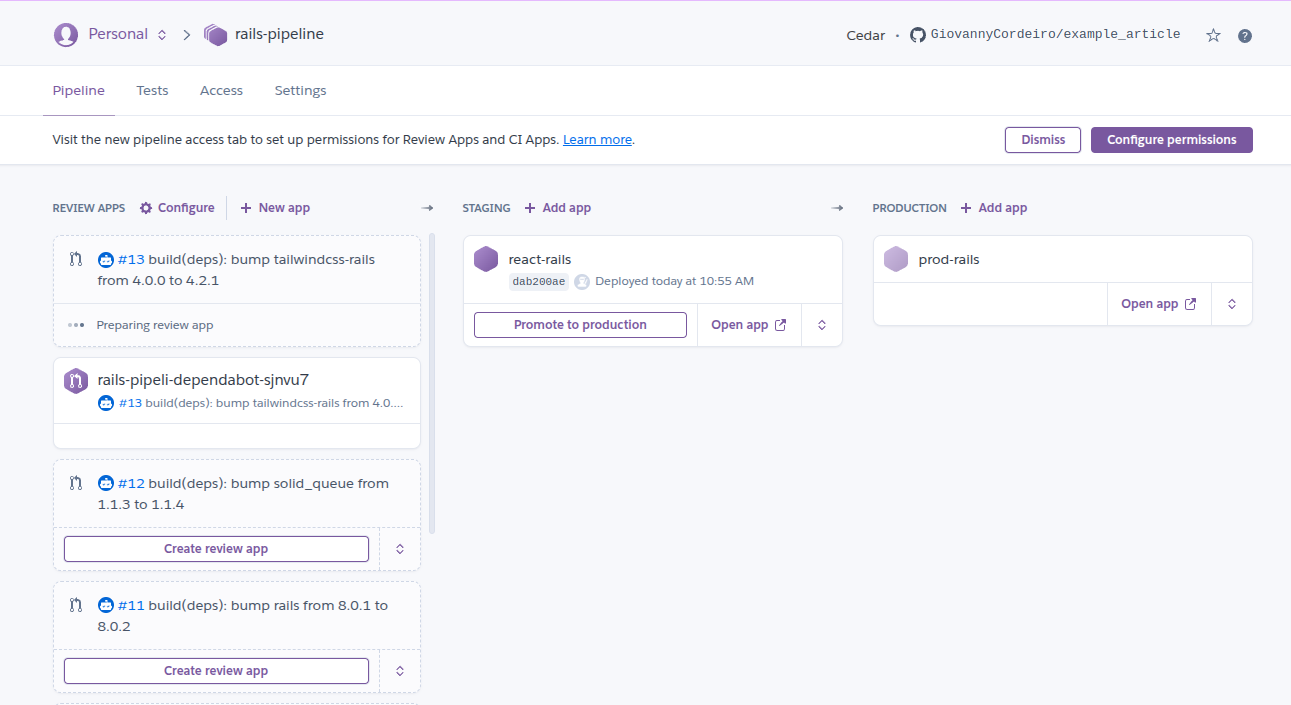 Personal rails-pipeline Cedar • GiovannyCordeiro/example_article ?
Pipeline Tests Access Settings
Visit the new pipeline access tab to set up permissions for Review Apps and CI Apps. Learn more. Dismiss Configure permissions
REVIEW APPS Configure + New app
#13 build(deps): bump tailwindcss-rails
from 4.0.0 to 4.2.1
Preparing review app
rails-pipeli-dependabot-sjnvu7
#13 build(deps): bump tailwindcss-rails from 4.0....
#12 build(deps): bump solid_queue from
1.1.3 to 1.1.4
Create review app
#11 build(deps): bump rails from 8.0.1 to
8.0.2
Create review app
STAGING + Add app
react-rails
dab200ae Deployed today at 10:55 AM
Promote to production Open app
PRODUCTION + Add app
prod-rails
Open app